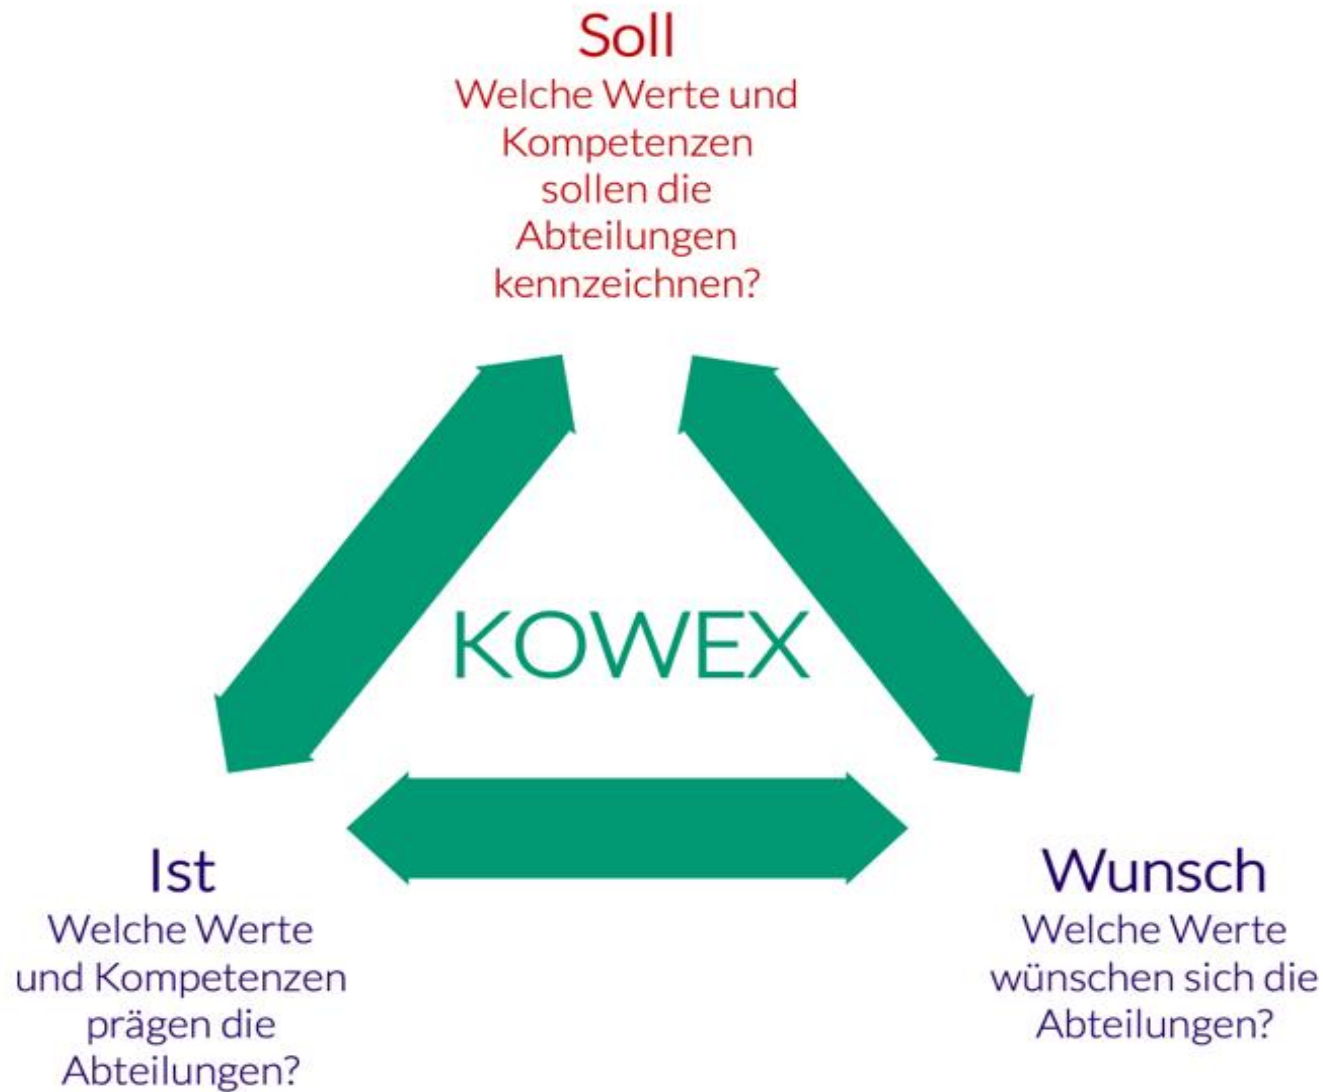 Soll
Welche Werte und
Kompetenzen
sollen die
Abteilungen
kennzeichnen?
KOWEX
Ist
Welche Werte
und Kompetenzen
prägen die
Abteilungen?
Wunsch
Welche Werte
wünschen sich die
Abteilungen?